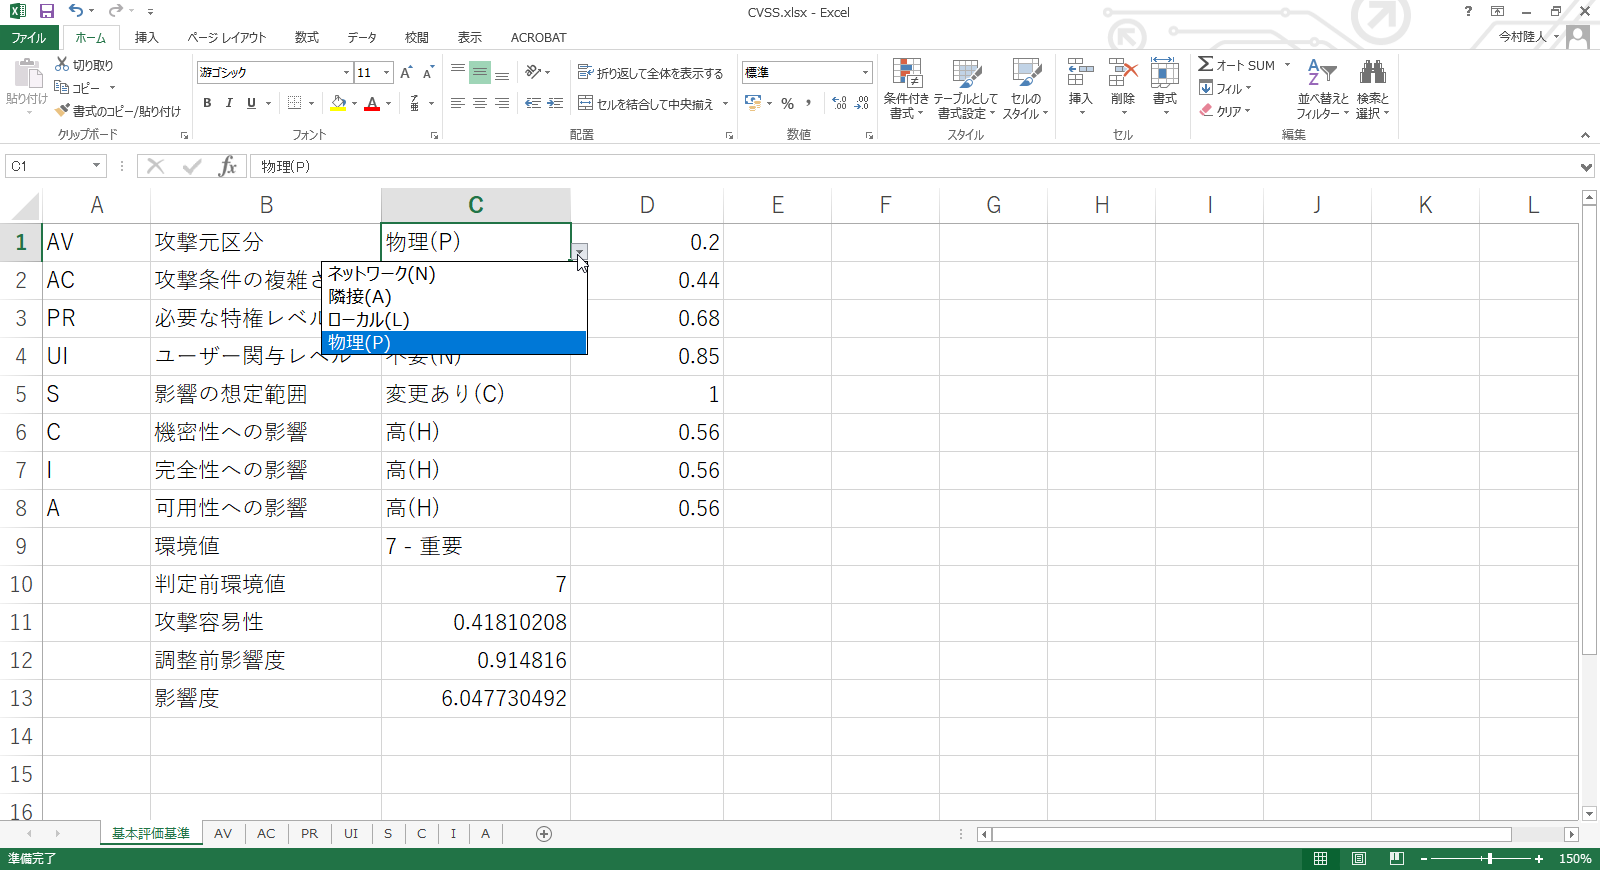 CVSS.xlsx - Excel
?
ファイル ホーム 挿入 ページ レイアウト 数式 データ 校閲 表示 ACROBAT 今村陸人
貼り付け
切り取り
コピー
書式のコピー/貼り付け
クリップボード
游ゴシック 11
B I U
フォント
折り返して全体を表示する
セルを結合して中央揃え
配置
標準
%
数値
条件付き書式
テーブルとして書式設定
セルのスタイル
スタイル
挿入 削除 書式
セル
オート SUM
フィル
クリア
並べ替えとフィルター
検索と選択
編集
C1 fx 物理(P)
A B C D E F G H I J K L
1 AV 攻撃元区分 物理(P) 0.2
ネットワーク(N)
隣接(A)
ローカル(L)
物理(P)
2 AC 攻撃条件の複雑さ 0.44
3 PR 必要な特権レベル 0.68
4 UI ユーザー関与レベル 不要(N) 0.85
5 S 影響の想定範囲 変更あり(C) 1
6 C 機密性への影響 高(H) 0.56
7 I 完全性への影響 高(H) 0.56
8 A 可用性への影響 高(H) 0.56
9 環境値 7 - 重要
10 判定前環境値 7
11 攻撃容易性 0.41810208
12 調整前影響度 0.914816
13 影響度 6.047730492
14
15
16
基本評価基準 AV AC PR UI S C I A
準備完了 150%